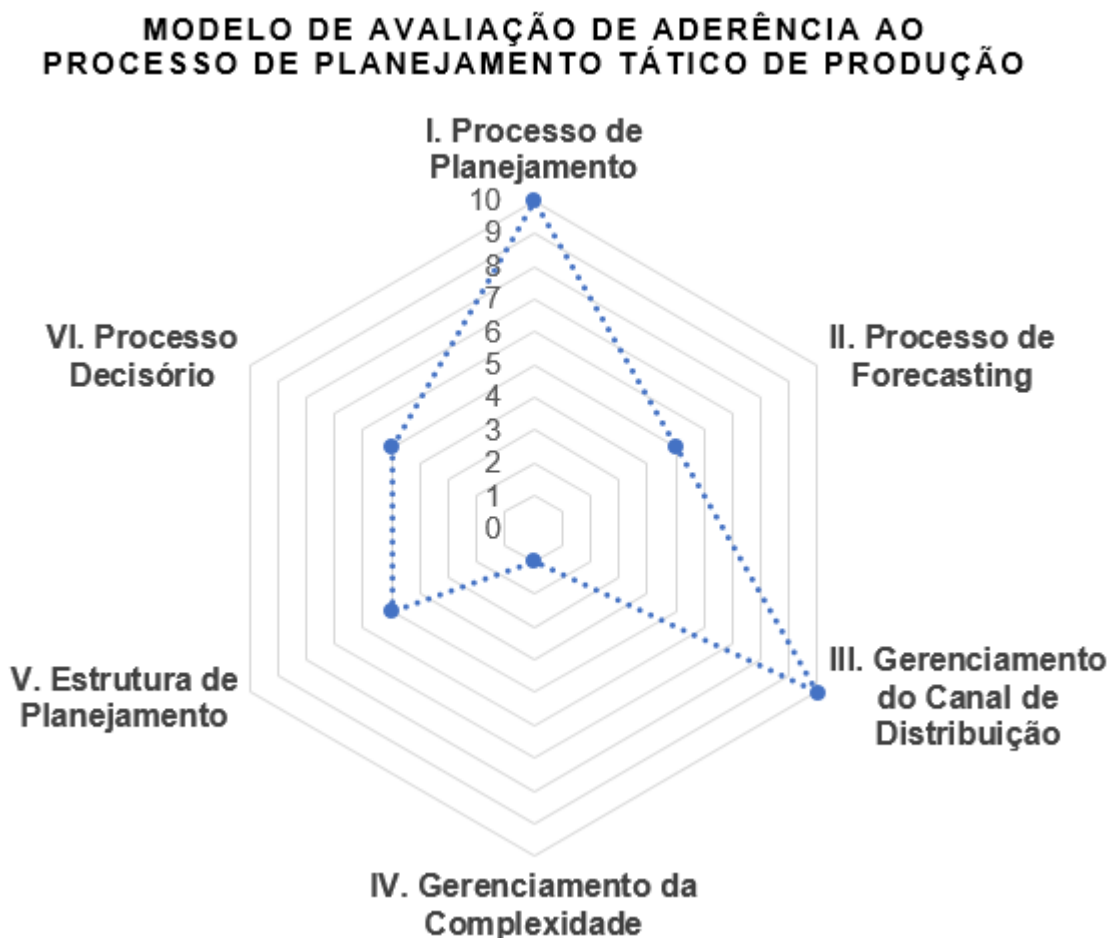 MODELO DE AVALIAÇÃO DE ADERÊNCIA AO
PROCESSO DE PLANEJAMENTO TÁTICO DE PRODUÇÃO
I. Processo de
Planejamento
10
9
8
7
6
5
4
3
2
1
0
II. Processo de
Forecasting
III. Gerenciamento
do Canal de
Distribuição
IV. Gerenciamento da
Complexidade
V. Estrutura de
Planejamento
VI. Processo
Decisório